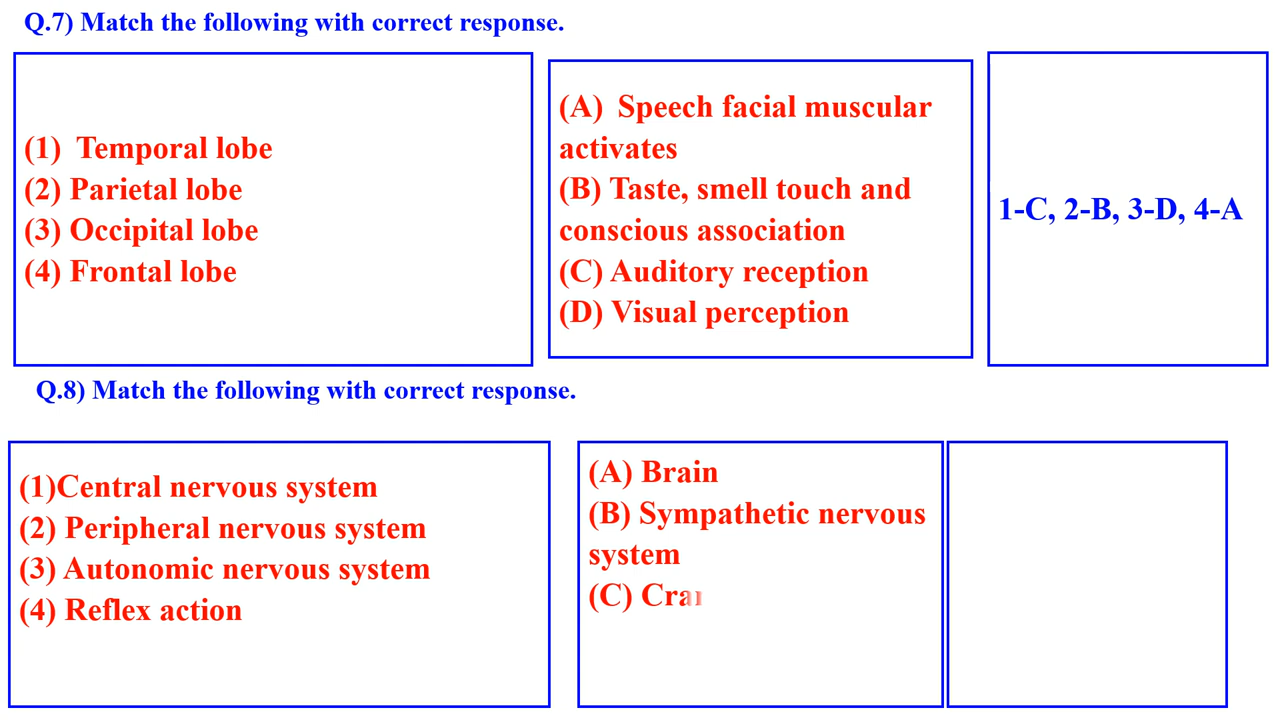 Q.7) Match the following with correct response.
(1) Temporal lobe
(2) Parietal lobe
(3) Occipital lobe
(4) Frontal lobe
(A) Speech facial muscular
activates
(B) Taste, smell touch and
conscious association
(C) Auditory reception
(D) Visual perception
1-C, 2-B, 3-D, 4-A
Q.8) Match the following with correct response.
(1)Central nervous system
(2) Peripheral nervous system
(3) Autonomic nervous system
(4) Reflex action
(A) Brain
(B) Sympathetic nervous
system
(C)